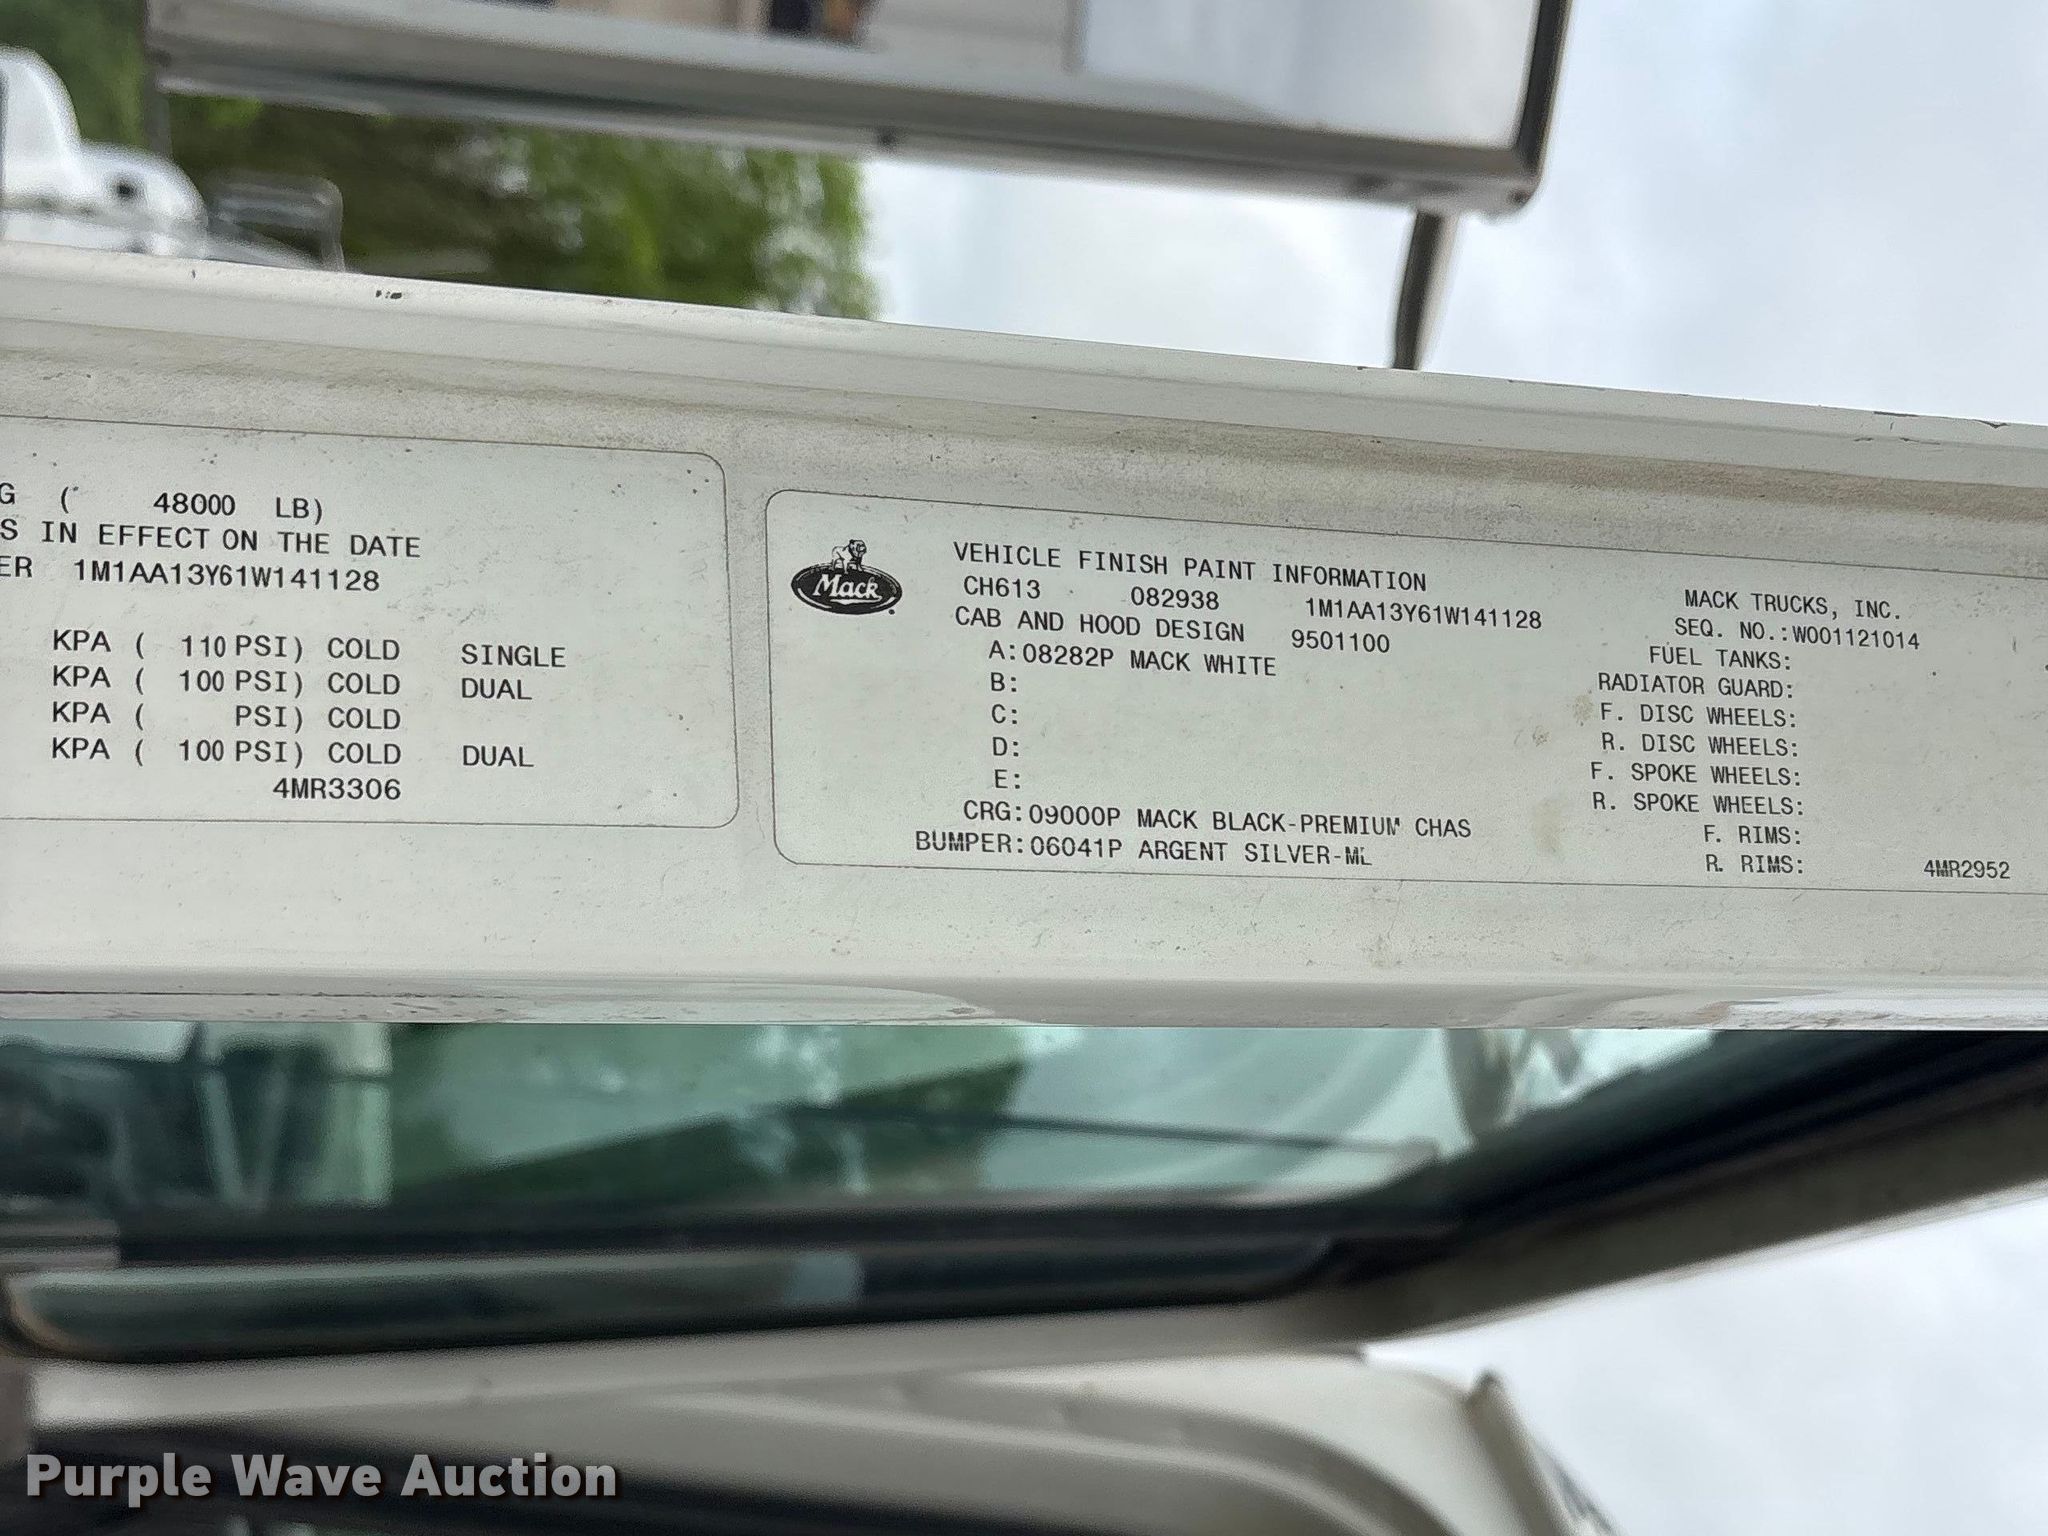 G ( 48000 LB)
S IN EFFECT ON THE DATE
ER 1M1AA13Y61W141128
KPA ( 110 PSI) COLD SINGLE
KPA ( 100 PSI) COLD DUAL
KPA ( PSI) COLD
KPA ( 100 PSI) COLD DUAL
4MR3306
Mack
VEHICLE FINISH PAINT INFORMATION
CH613 082938 1M1AA13Y61W141128
CAB AND HOOD DESIGN 9501100
A:08282P MACK WHITE
B:
C:
D:
E:
CRG:09000P MACK BLACK-PREMIUM CHAS
BUMPER:06041P ARGENT SILVER-ML
MACK TRUCKS, INC.
SEQ. NO.:W001121014
FUEL TANKS:
RADIATOR GUARD:
F. DISC WHEELS:
R. DISC WHEELS:
F. SPOKE WHEELS:
R. SPOKE WHEELS:
F. RIMS:
R. RIMS:
4MR2952
Purple Wave Auction